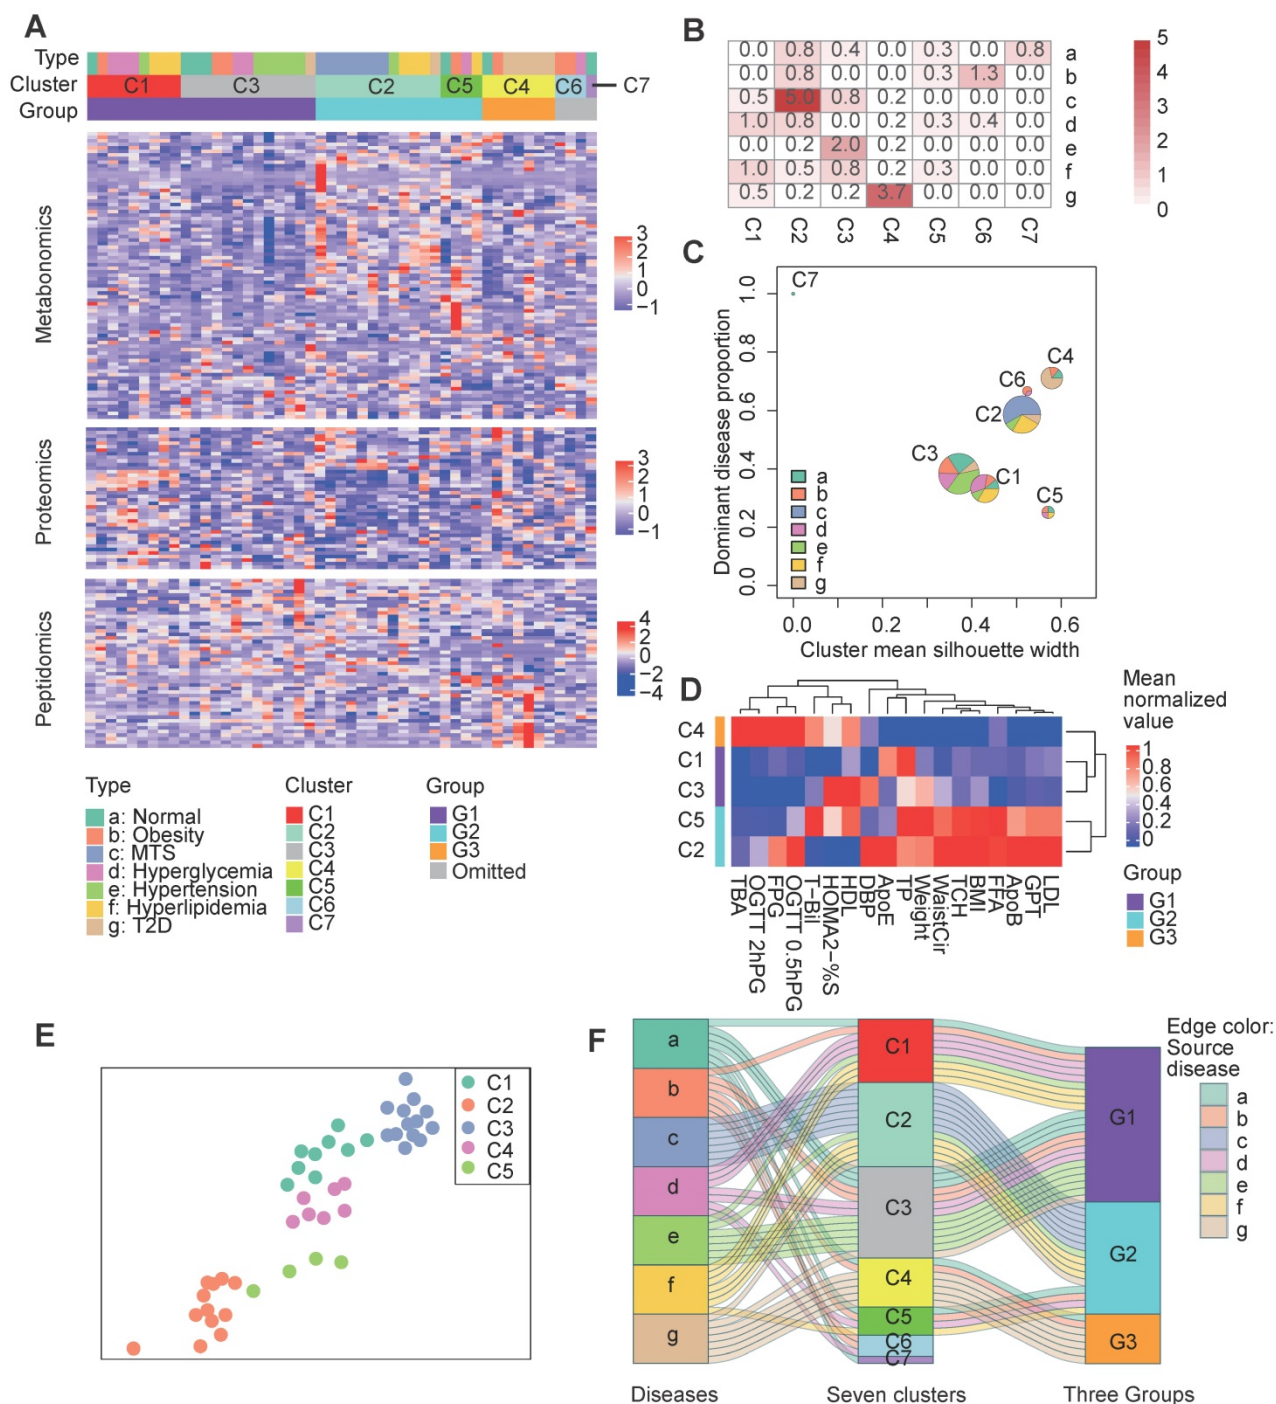 A
Type
Cluster
Group
C1
C3
C2
C5
C4
C6
C7
Metabonomics
3
2
1
0
−1
Proteomics
3
2
1
0
−1
Peptidomics
4
2
0
−2
−4
Type
a: Normal
b: Obesity
c: MTS
d: Hyperglycemia
e: Hypertension
f: Hyperlipidemia
g: T2D
Cluster
C1
C2
C3
C4
C5
C6
C7
Group
G1
G2
G3
Omitted
B
0.0 0.8 0.4 0.0 0.3 0.0 0.8 a
0.0 0.8 0.0 0.0 0.3 1.3 b
0.5 5.0 0.8 0.2 0.0 0.0 0.0 c
1.0 0.8 0.0 0.2 0.3 0.4 0.0 d
0.0 0.2 2.0 0.0 0.0 0.0 0.0 e
1.0 0.5 0.8 0.2 0.3 0.0 0.0 f
0.5 0.2 0.2 3.7 0.0 0.0 0.0 g
C1 C2 C3 C4 C5 C6 C7
5
4
3
2
1
0
C
Dominant disease proportion
1.0
0.8
0.6
0.4
0.2
0.0
C7
C4
C6
C2
C3
C1
C5
a
b
c
d
e
f
g
0.0 0.2 0.4 0.6
Cluster mean silhouette width
D
C4
C1
C3
C5
C2
TBA
OGTT 2hPG
FPG
OGTT 0.5hPG
T−Bil
HOMA2−%S
HDL
DBP
ApoE
TP
Weight
WaistCir
TCH
BMI
FFA
ApoB
GPT
LDL
Mean
normalized
value
1
0.8
0.6
0.4
0.2
0
Group
G1
G2
G3
E
C1
C2
C3
C4
C5
F
a
b
c
d
e
f
g
C1
C2
C3
C4
C5
C6
C7
G1
G2
G3
Diseases
Seven clusters
Three Groups
Edge color:
Source
disease
a
b
c
d
e
f
g